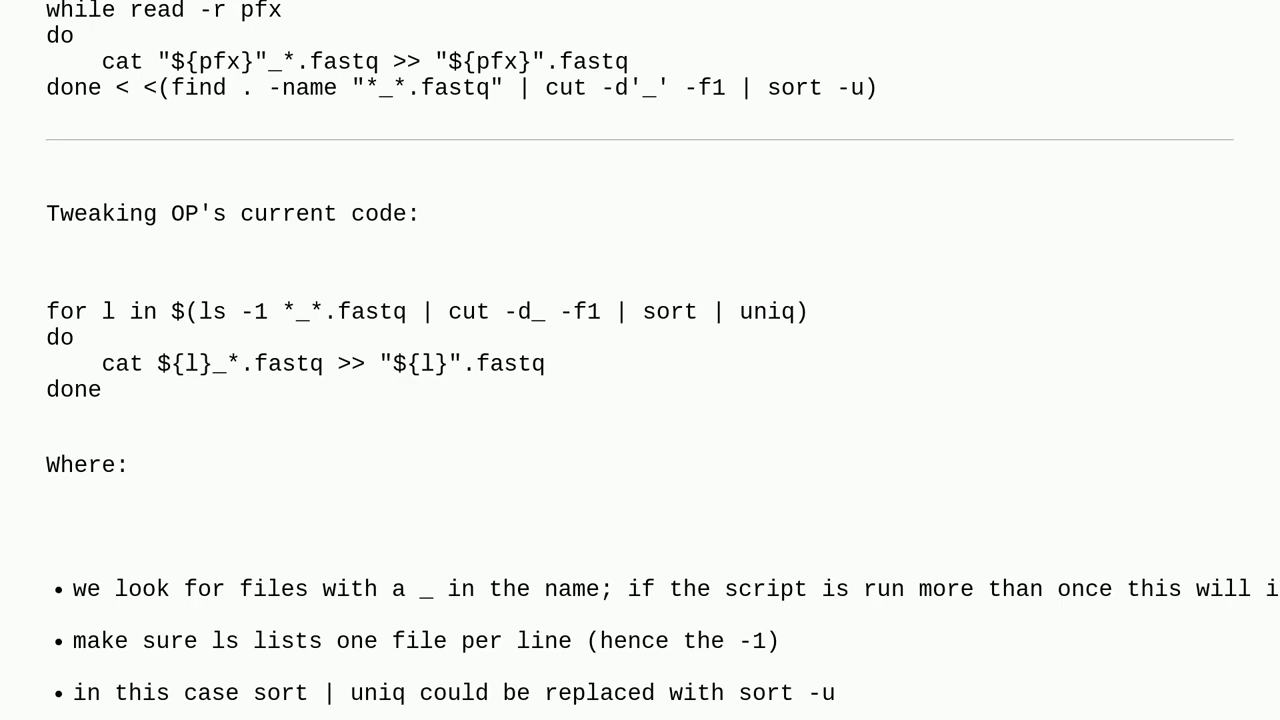 while read -r pfx
do
    cat "${pfx}"_*.fastq >> "${pfx}".fastq
done < <(find . -name "*_*.fastq" | cut -d'_' -f1 | sort -u)
Tweaking OP's current code:
for l in $(ls -1 *_*.fastq | cut -d_ -f1 | sort | uniq)
do
    cat ${l}_*.fastq >> "${l}".fastq
done
Where:
• we look for files with a _ in the name; if the script is run more than once this will
• make sure ls lists one file per line (hence the -1)
• in this case sort | uniq could be replaced with sort -u